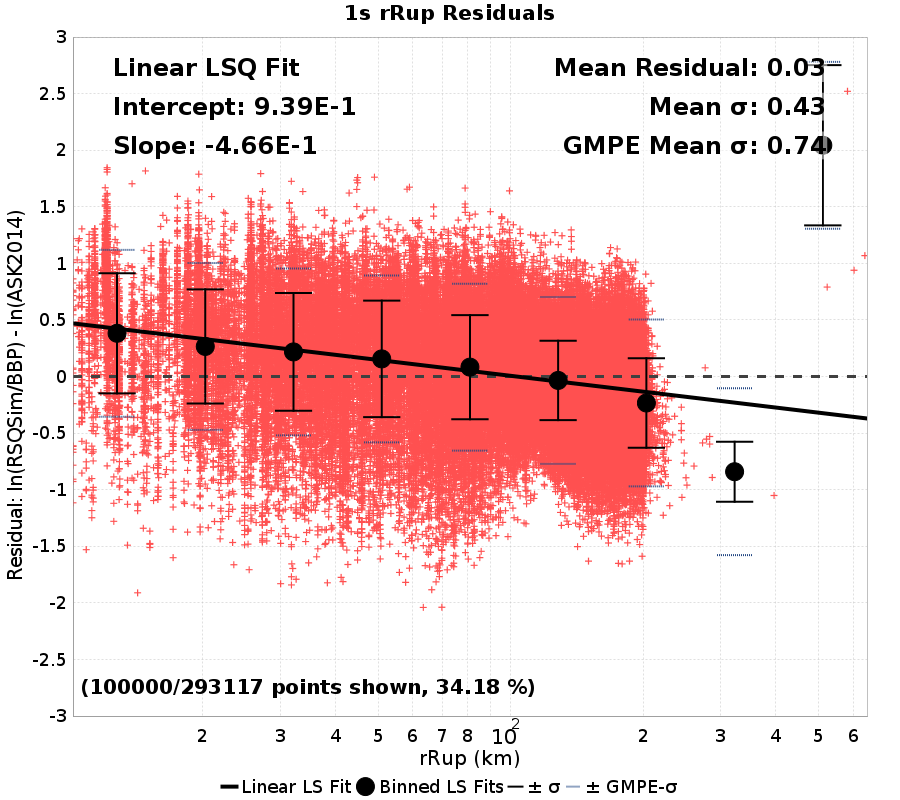 1s rRup Residuals
Linear LSQ Fit
Mean Residual: 0.03
Intercept: 9.39E-1
Mean σ: 0.43
Slope: -4.66E-1
GMPE Mean σ: 0.74
3
2.5
2
1.5
1
0.5
0
-0.5
-1
-1.5
-2
-2.5
-3
Residual: ln(RSQSim/BBP) - ln(ASK2014)
(100000/293117 points shown, 34.18 %)
2 3 4 5 6 7 8 10² 2 3 4 5 6
rRup (km)
Linear LS Fit Binned LS Fits ± σ ± GMPE-σ